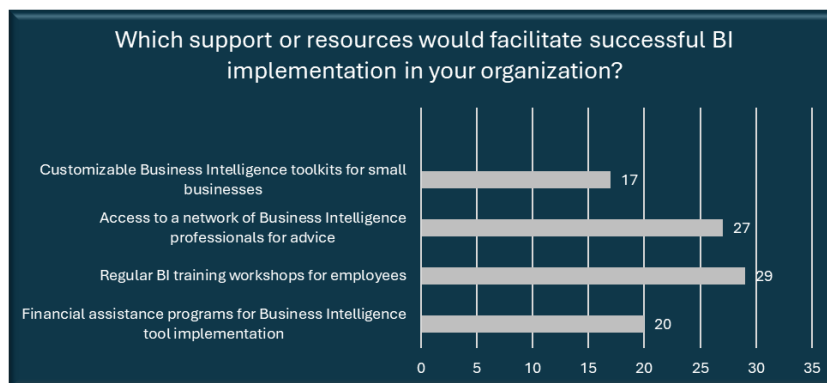 Which support or resources would facilitate successful BI
implementation in your organization?
Customizable Business Intelligence toolkits for small
businesses
17
Access to a network of Business Intelligence
professionals for advice
27
Regular BI training workshops for employees
29
Financial assistance programs for Business Intelligence
tool implementation
20
0 5 10 15 20 25 30 35